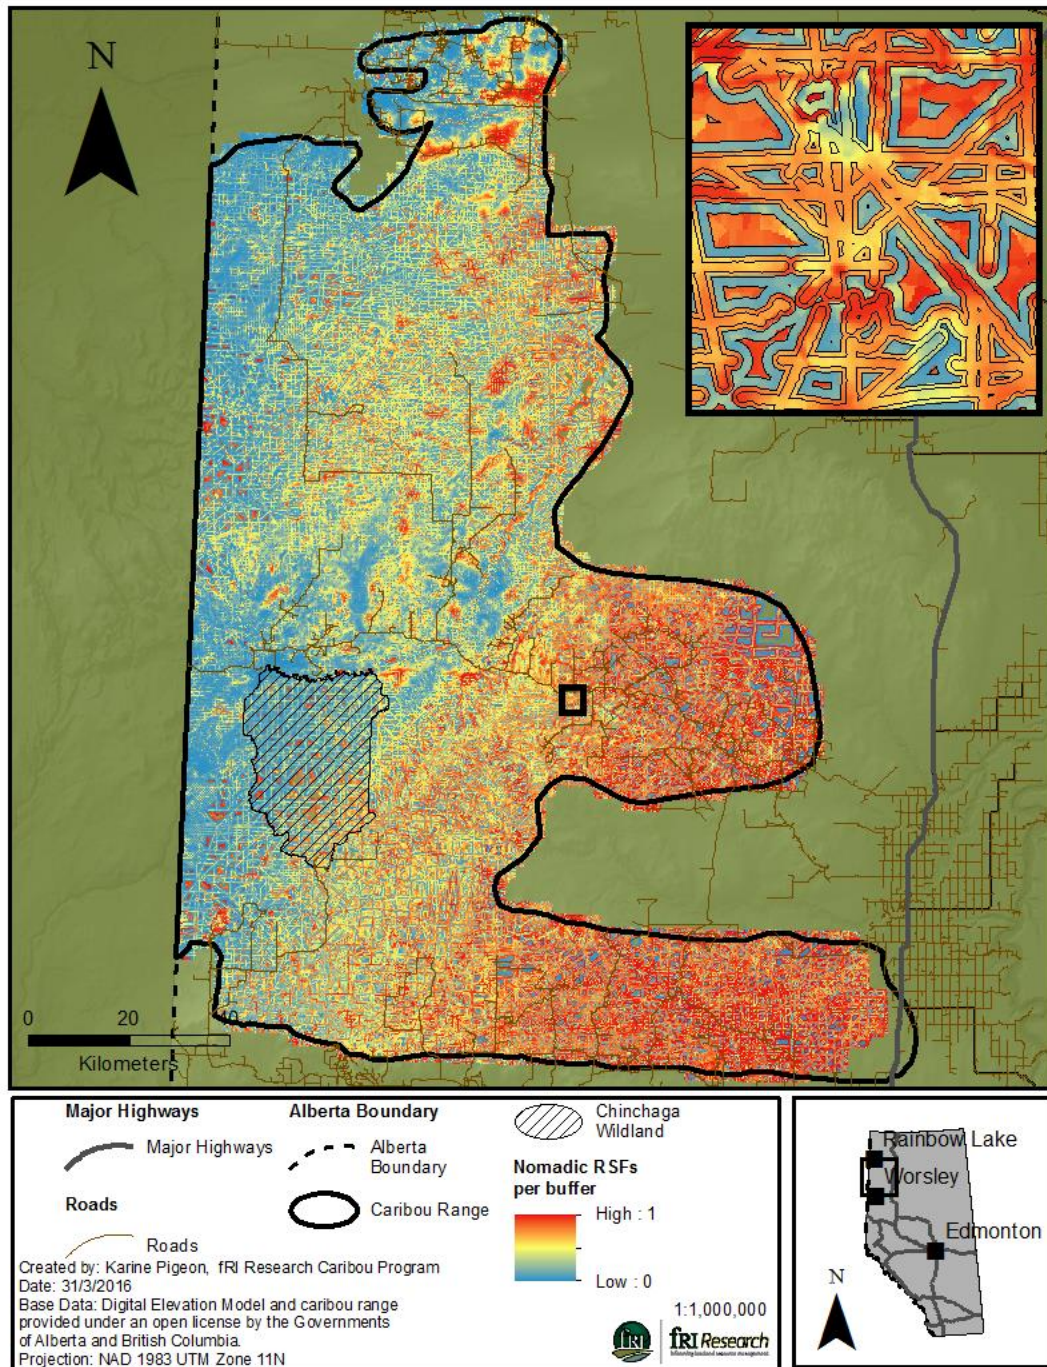 N
0 20 40
Kilometers
Major Highways
Major Highways
Roads
Roads
Alberta Boundary
Alberta
Boundary
Caribou Range
Chinchaga
Wildland
Nomadic RSFs
per buffer
High : 1
Low : 0
Created by: Karine Pigeon, fRI Research Caribou Program
Date: 31/3/2016
Base Data: Digital Elevation Model and caribou range
provided under an open license by the Governments
of Alberta and British Columbia.
Projection: NAD 1983 UTM Zone 11N
1:1,000,000
fRI
fRI Research
Rainbow Lake
Worsley
Edmonton
N